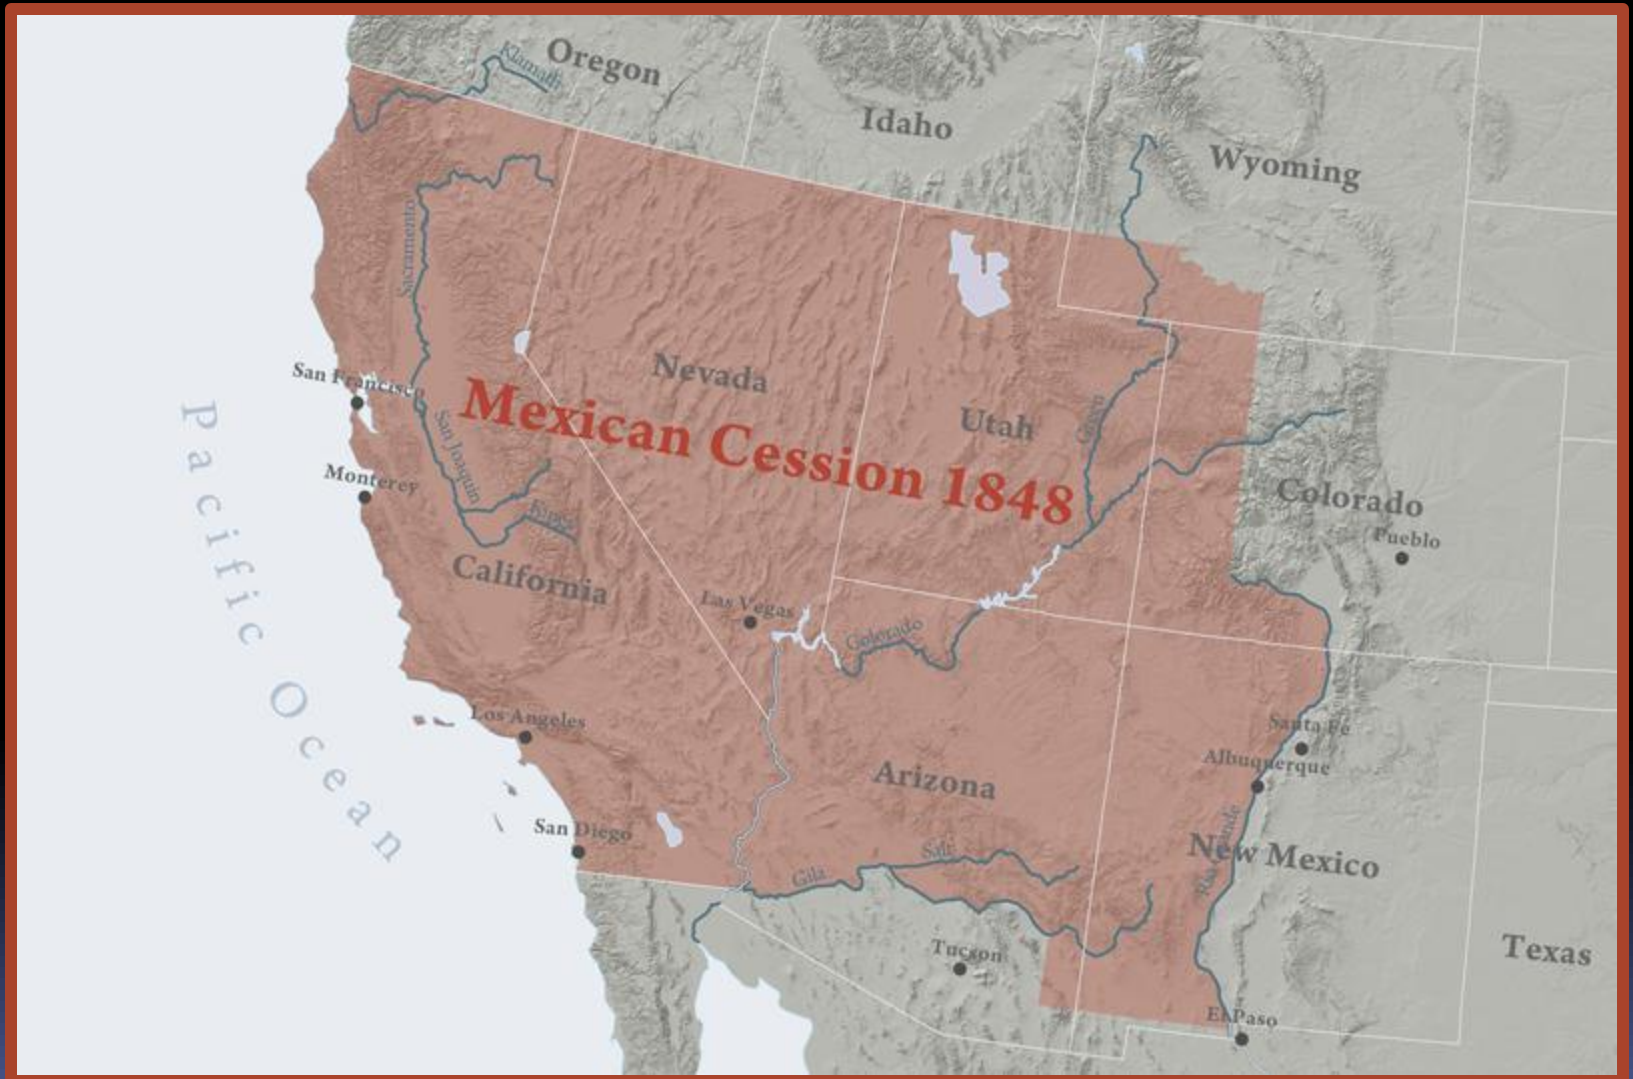 Klamath
Oregon
Idaho
Wyoming
Sacramento
San Francisco
Nevada
Mexican Cession 1848
Utah
Green
San Joaquin
Monterey
Kings
Colorado
Pueblo
Pacific Ocean
California
Las Vegas
Colorado
Los Angeles
Santa Fe
Albuquerque
Arizona
San Diego
Salt
Gila
Rio Grande
New Mexico
Tucson
Texas
El Paso